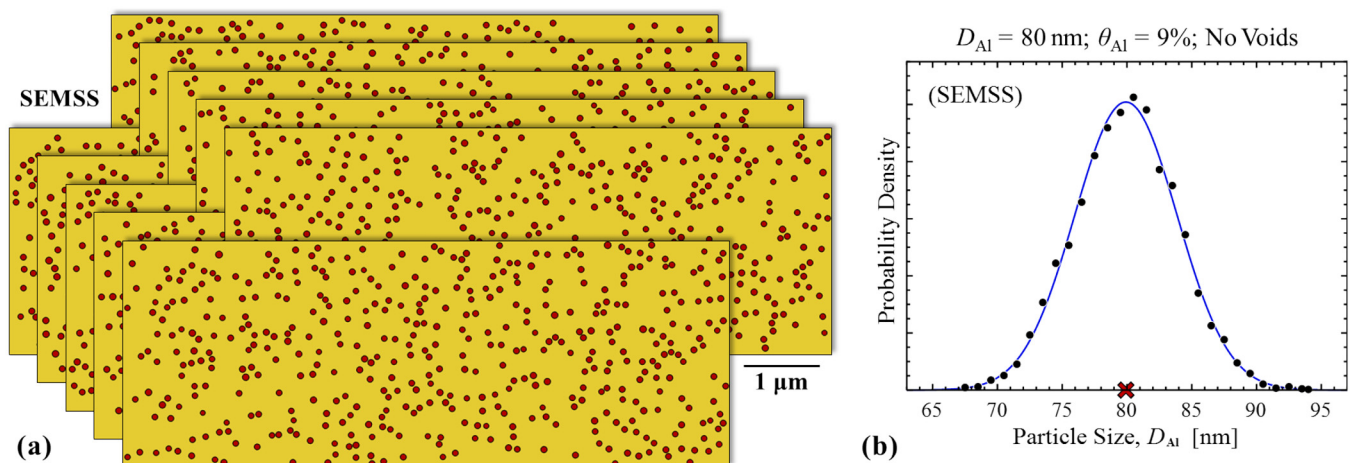 SEMSS
1 μm
(a)
D_Al = 80 nm; θ_Al = 9%; No Voids
(SEMSS)
Probability Density
65 70 75 80 85 90 95
Particle Size, D_Al [nm]
(b)